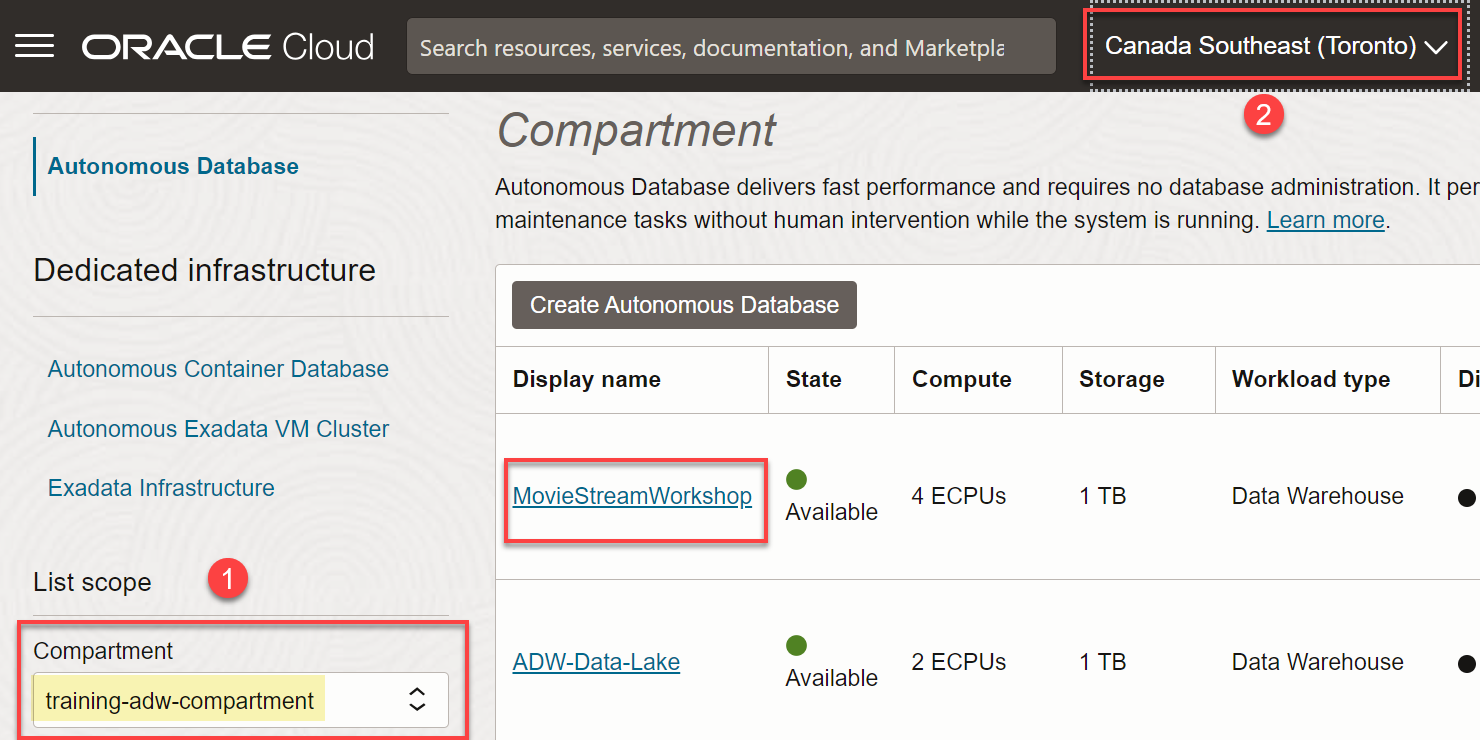 ORACLE Cloud
Search resources, services, documentation, and Marketpla
Canada Southeast (Toronto)
2
Autonomous Database
Dedicated infrastructure
Autonomous Container Database
Autonomous Exadata VM Cluster
Exadata Infrastructure
List scope
1
Compartment
training-adw-compartment
Compartment
Autonomous Database delivers fast performance and requires no database administration. It per
maintenance tasks without human intervention while the system is running. Learn more.
Create Autonomous Database
Display name State Compute Storage Workload type Di
MovieStreamWorkshop Available 4 ECPUs 1 TB Data Warehouse
ADW-Data-Lake Available 2 ECPUs 1 TB Data Warehouse